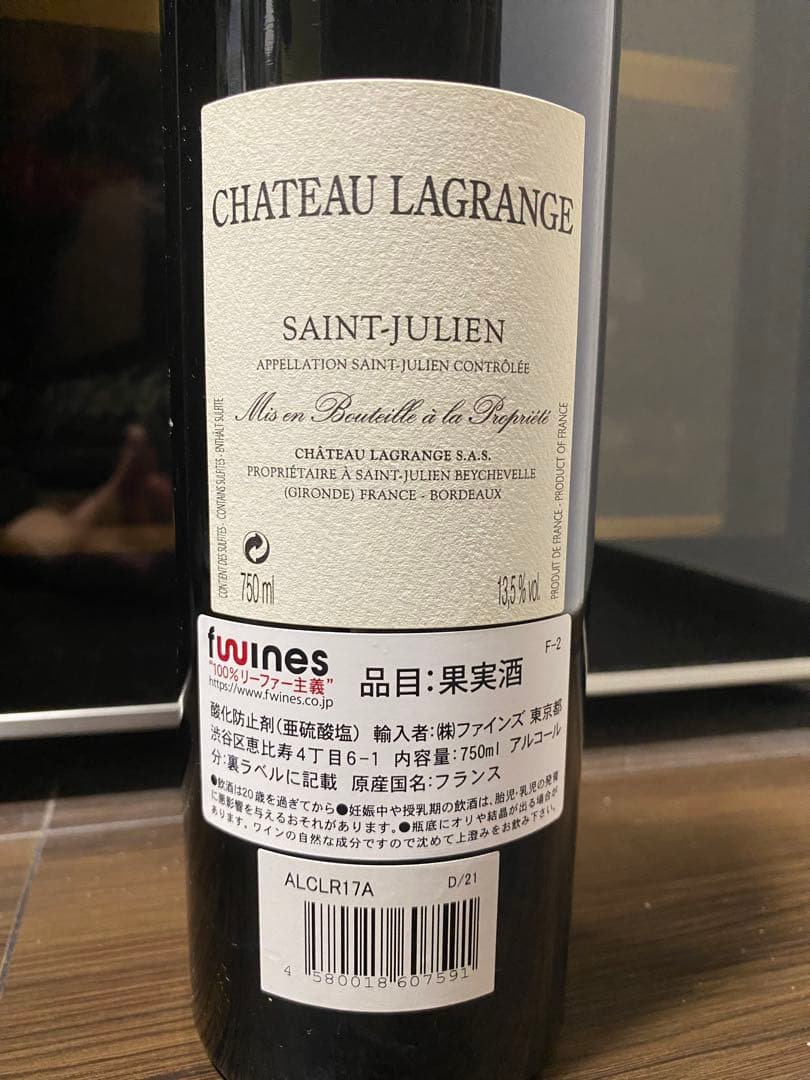 CHATEAU LAGRANGE
SAINT-JULIEN
APPELLATION SAINT-JULIEN CONTRÔLÉE
Mis en Bouteille à la Propriété
CHÂTEAU LAGRANGE S.A.S.
PROPRIÉTAIRE À SAINT-JULIEN BEYCHEVELLE
(GIRONDE) FRANCE - BORDEAUX
CONTIENT DES SULFITES - CONTAINS SULFITES - ENTHÄLT SULFITE
PRODUIT DE FRANCE - PRODUCT OF FRANCE
750 ml
13,5 % vol.
fwines
"100%リーファー主義"
https://www.fwines.co.jp
F-2
品目:果実酒
酸化防止剤(亜硫酸塩) 輸入者:(株)ファインズ 東京都
渋谷区恵比寿4丁目6-1 内容量:750ml アルコール
分:裏ラベルに記載 原産国名:フランス
●飲酒は20歳を過ぎてから●妊娠中や授乳期の飲酒は、胎児・乳児の発育
に悪影響を与えるおそれがあります。●瓶底にオリや結晶が出る場合が
あります。ワインの自然な成分ですので沈めて上澄みをお飲み下さい。
ALCLR17A
D/21
4 580018 607591